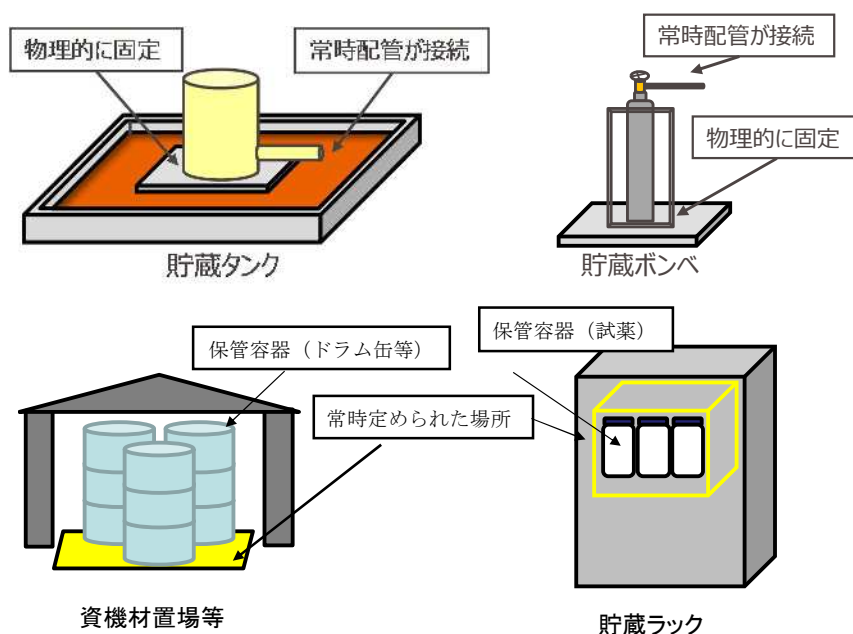 物理的に固定
常時配管が接続
常時配管が接続
物理的に固定
貯蔵タンク
貯蔵ボンベ
保管容器（ドラム缶等）
保管容器（試薬）
常時定められた場所
資機材置場等
貯蔵ラック